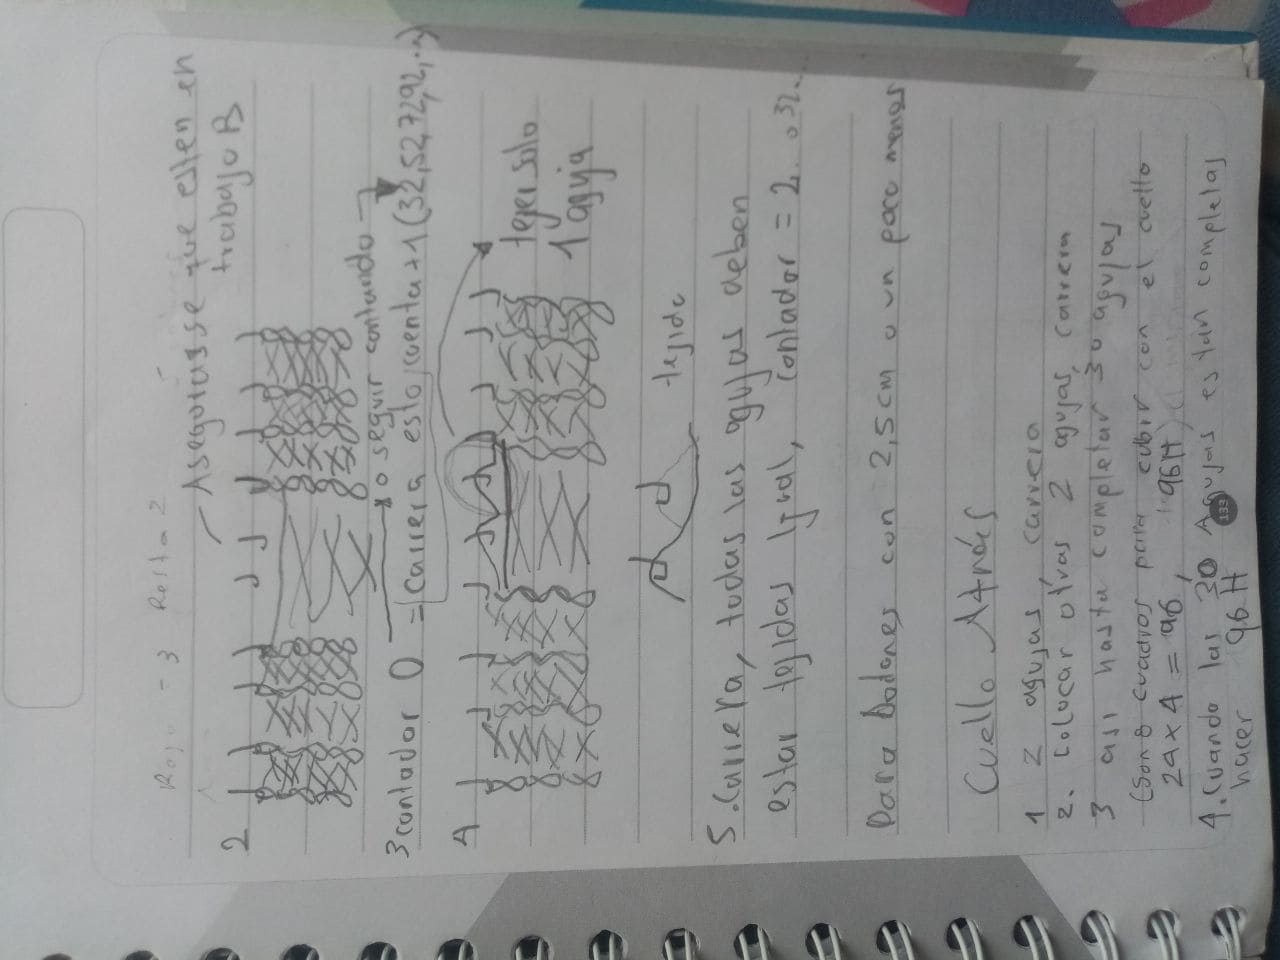 Rojo - 3 Resta 2
Asegurasse que esten en
trabajo B
2
o seguir contando
3 contador 0 = Carrera esto, cuenta + 1 (32,52,72,92,...)
4
tejer solo
y
1 aguja
tejido
5. Carrera, todas las agujas deben
estar tejidas igual, contador = 2. o 32...
Para botones con 2,5 cm o un poco menos
Cuello Atrás
1 2 agujas, carrera
2. colocar otras 2 agujas, carrera
3 asi hasta completar 30 agujas
(son 8 cuadros para cubrir con el cuello
24 x 4 = 96, 96H)
4. Cuando las 30 Agujas estan completas
hacer 96 H
133